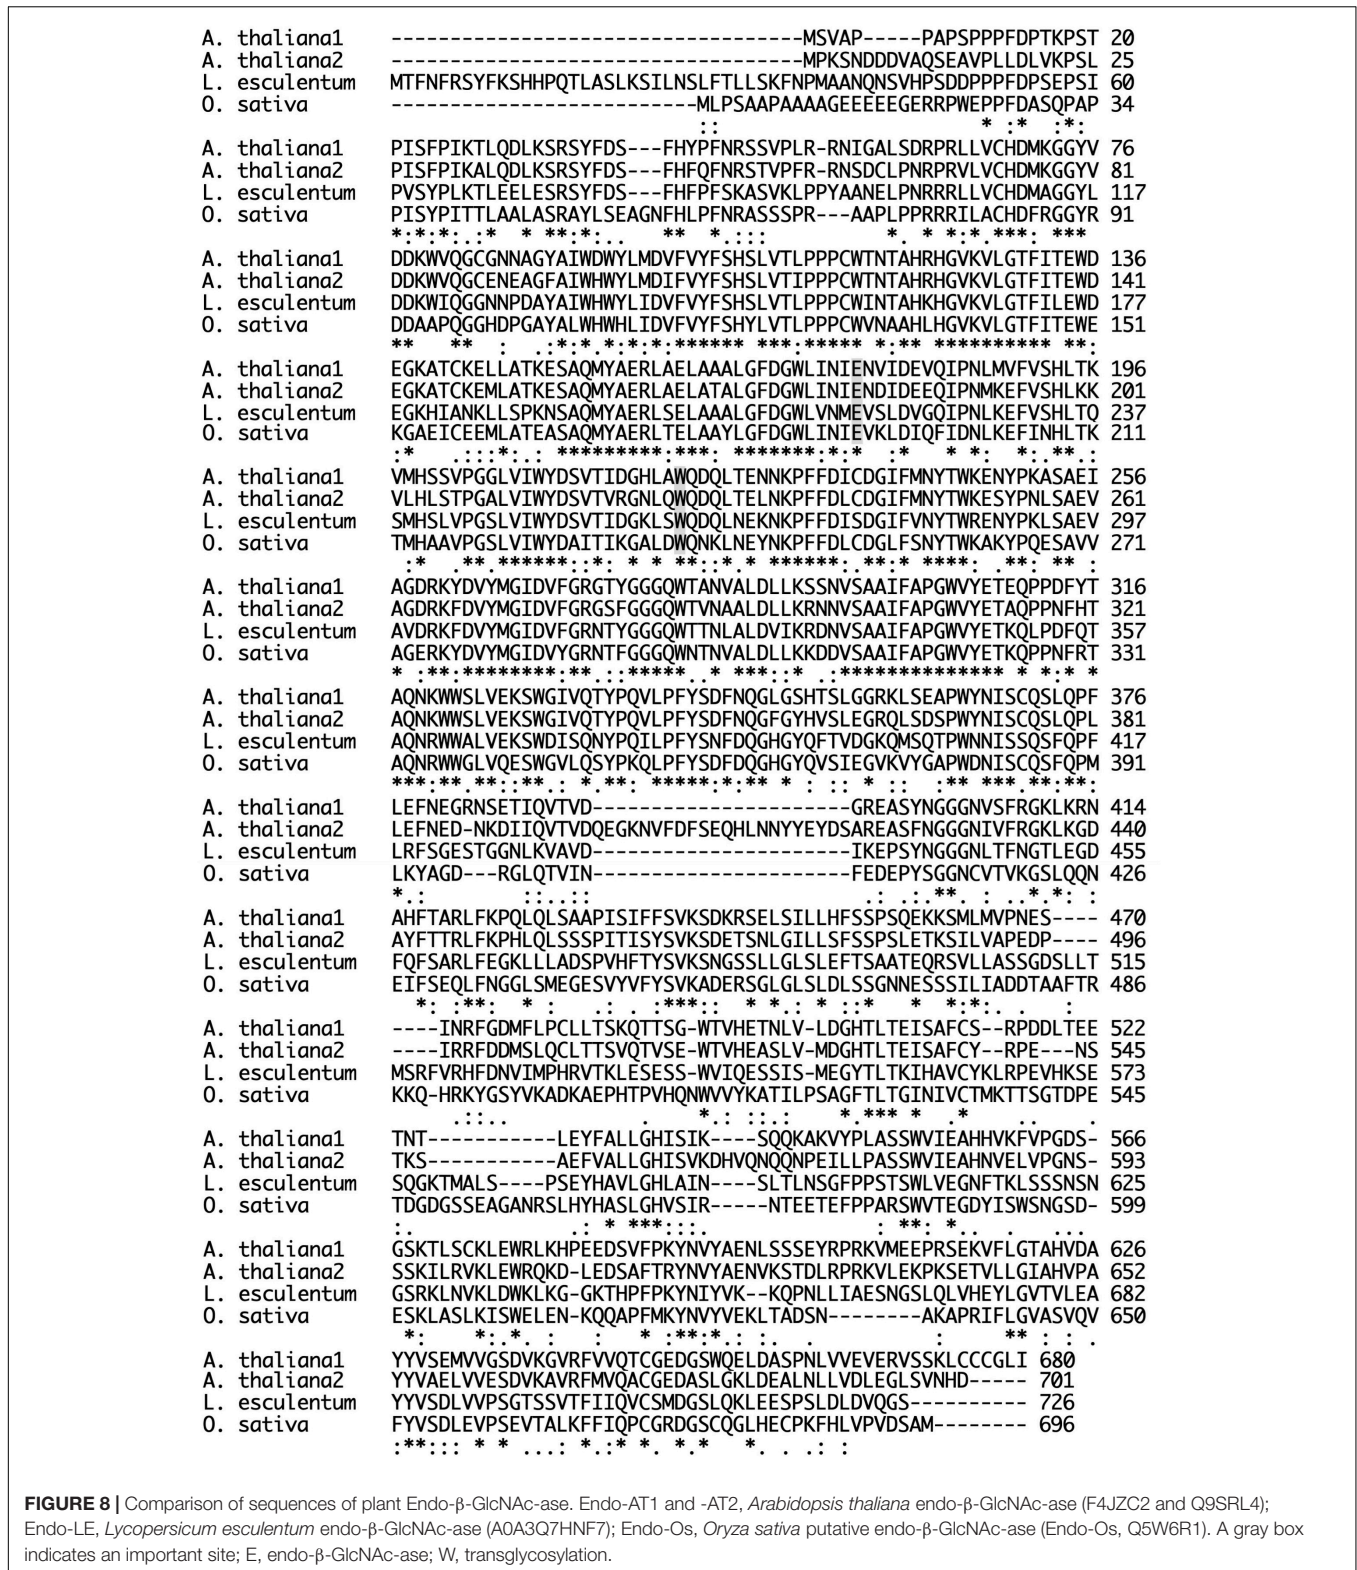 A. thaliana1 ----------------------------------MSVAP-----PAPSPPPFDPTKPST 20
A. thaliana2 ----------------------------------MPKSNDDDVAQSEAVPLLDLVKPSL 25
L. esculentum MTFNFRSYFKSHHPQTLASLKSILNSLFTLLSKFNPMAANQNSVHPSDDPPPFDPSEPSI 60
O. sativa --------------------------MLPSAAPAAAAGEEEEEGERRPWEPPFDASQPAP 34
:: * :* :*:
A. thaliana1 PISFPIKTLQDLKSRSYFDS---FHYPFNRSSVPLR-RNIGALSDRPRLLVCHDMKGGYV 76
A. thaliana2 PISFPIKALQDLKSRSYFDS---FHFQFNRSTVPFR-RNSDCLPNRPRVLVCHDMKGGYV 81
L. esculentum PVSYPLKTLEELESRSYFDS---FHFPFSKASVKLPPYAANELPNRRRLLVCHDMAGGYL 117
O. sativa PISYPITTLAALASRAYLSEAGNFHLPFNRASSSPR---AAPLPPRRRILACHDFRGGYR 91
*:*:*:.:* * **:*:.. ** *.::: *. * *:*.***: ***
A. thaliana1 DDKWVQGCGNNAGYAIWDWYLMDVFVYFSHSLVTLPPPCWTNTAHRHGVKVLGTFITEWD 136
A. thaliana2 DDKWVQGCENEAGFAIWHWYLMDIFVYFSHSLVTIPPPCWTNTAHRHGVKVLGTFITEWD 141
L. esculentum DDKWIQGGNNPDAYAIWHWYLIDIFVYFSHSLVTLPPPCWINTAHKHGVKVLGTFILEWD 177
O. sativa DDAAPQGGHDPGAYALWHWHLIDVFVYFSHYLVTLPPPCWVNAAHLHGVKVLGTFITEWE 151
** ** : .:*:*.*:*:*:****** ***:***** *:** ********** **:
A. thaliana1 EGKATCKELLATKESAQMYAERLAELAAALGFDGWLINIENVIDEVQIPNLMVFVSHLTK 196
A. thaliana2 EGKATCKEMLATKESAQMYAERLAELATALGFDGWLINIENDIDEEQIPNMKEFVSHLKK 201
L. esculentum EGKHIANKLLSPKNSAQMYAERLSELAAALGFDGWLVNMEVSLDVGQIPNLKEFVSHLTQ 237
O. sativa KGAEICEEMLATEASAQMYAERLTELAAYLGFDGWLINIEVKLDIQFIDNLKEFINHLTK 211
:* .:::*:.: *********:***: *******:*:* :* * *: *:.**.:
A. thaliana1 VMHSSVPGGLVIWYDSVTIDGHLAWQDQLTENNKPFFDICDGIFMNYTWKENYPKASAEI 256
A. thaliana2 VLHLSTPGALVIWYDSVTVRGNLQWQDQLTELNKPFFDLCDGIFMNYTWKESYPNLSAEV 261
L. esculentum SMHSLVPGSLVIWYDSVTIDGKLSWQDQLNEKNKPFFDISDGIFVNYTWRENYPKLSAEV 297
O. sativa TMHAAVPGSLVIWYDAITIKGALDWQNKLNEYNKPFFDLCDGLFSNYTWKAKYPQESAVV 271
:* .**.******::*: * * **::*.* ******:.**:* ****: .**: ** :
A. thaliana1 AGDRKYDVYMGIDVFGRGTYGGGQWTANVALDLLKSSNVSAAIFAPGWVYETEQPPDFYT 316
A. thaliana2 AGDRKFDVYMGIDVFGRGSFGGGQWTVNAALDLLKRNNVSAAIFAPGWVYETAQPPNFHT 321
L. esculentum AVDRKFDVYMGIDVFGRNTYGGGQWTTNLALDVIKRDNVSAAIFAPGWVYETKQLPDFQT 357
O. sativa AGERKYDVYMGIDVYGRNTFGGGQWNTNVALDLLKKDDVSAAIFAPGWVYETKQPPNFRT 331
* :**:********:**.::*****..* ***::* .:************** * *:* *
A. thaliana1 AQNKWWSLVEKSWGIVQTYPQVLPFYSDFNQGLGSHTSLGGRKLSEAPWYNISCQSLQPF 376
A. thaliana2 AQNKWWSLVEKSWGIVQTYPQVLPFYSDFNQGFGYHVSLEGRQLSDSPWYNISCQSLQPL 381
L. esculentum AQNRWWALVEKSWDISQNYPQILPFYSNFDQGHGYQFTVDGKQMSQTPWNNISSQSFQPF 417
O. sativa AQNRWWGLVQESWGVLQSYPKQLPFYSDFDQGHGYQVSIEGVKVYGAPWDNISCQSFQPM 391
***:**.**::**.: *.**: *****:*:** * : :: * : :** ***.**:**:
A. thaliana1 LEFNEGRNSETIQVTVD---------------------GREASYNGGGNVSFRGKLKRN 414
A. thaliana2 LEFNED-NKDIIQVTVDQEGKNVFDFSEQHLNNYYEYDSAREASFNGGGNIVFRGKLKGD 440
L. esculentum LRFSGESTGGNLKVAVD---------------------IKEPSYNGGGNLTFNGTLEGD 455
O. sativa LKYAGD---RGLQTVIN---------------------FEDEPYSGGNCVTVKGSLQQN 426
*.: ::..:: .: .:.**. : ..*.*: :
A. thaliana1 AHFTARLFKPQLQLSAAPISIFFSVKSDKRSELSILLHFSSPSQEKKSMLMVPNES---- 470
A. thaliana2 AYFTTRLFKPHLQLSSSPITISYSVKSDETSNLGILLSFSSPSLETKSILVAPEDP---- 496
L. esculentum FQFSARLFEGKLLLADSPVHFTYSVKSNGSSLLGLSLEFTSAATEQRSVLLASSGDSLLT 515
O. sativa EIFSEQLFNGGLSMEGESVYVFYSVKADERSGLGLSLDLSSGNNESSSILIADDTAAFTR 486
*: :**: * : .: . :***:: * *.: * :* * *:*:. . :
A. thaliana1 ----INRFGDMFLPCLLTSKQTTSG-WTVHETNLV-LDGHTLTEISAFCS--RPDDLTEE 522
A. thaliana2 ----IRRFDDMSLQCLTTSVQTVSE-WTVHEASLV-MDGHTLTEISAFCY--RPE---NS 545
L. esculentum MSRFVRHFDNVIMPHRVTKLESESS-WVIQESSIS-MEGYTLTKIHAVCYKLRPEVHKSE 573
O. sativa KKQ-HRKYGSYVKADKAEPHTPVHQNWVVYKATILPSAGFTLTGINIVCTMKTTSGTDPE 545
.::.. . *.: ::.: *.*** * * .. .
A. thaliana1 TNT-----------LEYFALLGHISIK----SQQKAKVYPLASSWVIEAHHVKFVPGDS- 566
A. thaliana2 TKS-----------AEFVALLGHISVKDHVQNQQNPEILLPASSWVIEAHNVELVPGNS- 593
L. esculentum SQGKTMALS----PSEYHAVLGHLAIN----SLTLNSGFPPSTSWLVEGNFTKLSSSNSN 625
O. sativa TDGDGSSEAGANRSLHYHASLGHVSIR-----NTEETEFPPARSWVTEGDYISWSNGSD- 599
:. .: * ***::: : **: *. . ..
A. thaliana1 GSKTLSCKLEWRLKHPEEDSVFPKYNVYAENLSSSEYRPRKVMEEPRSEKVFLGTAHVDA 626
A. thaliana2 SSKILRVKLEWRQKD-LEDSAFTRYNVYAENVKSTDLRPRKVLEKPKSETVLLGIAHVPA 652
L. esculentum GSRKLNVKLDWKLKG-GKTHPFPKYNIYVK--KQPNLLIAESNGSLQLVHEYLGVTVLEA 682
O. sativa ESKLASLKISWELEN-KQQAPFMKYNVYVEKLTADSN--------AKAPRIFLGVASVQV 650
*: *:.*. : : * :**:*.: :. . : ** : : .
A. thaliana1 YYVSEMVVGSDVKGVRFVVQTCGEDGSWQELDASPNLVVEVERVSSKLCCCGLI 680
A. thaliana2 YYVAELVVESDVKAVRFMVQACGEDASLGKLDEALNLLVDLEGLSVNHD----- 701
L. esculentum YYVSDLVVPSGTSSVTFIIQVCSMDGSLQKLEESPSLDLDVQGS---------- 726
O. sativa FYVSDLEVPSEVTALKFFIQPCGRDGSCQGLHECPKFHLVPVDSAM-------- 696
:**::: * * ...: *.:* *. *.* *. . .: :
FIGURE 8 | Comparison of sequences of plant Endo-β-GlcNAc-ase. Endo-AT1 and -AT2, Arabidopsis thaliana endo-β-GlcNAc-ase (F4JZC2 and Q9SRL4);
Endo-LE, Lycopersicum esculentum endo-β-GlcNAc-ase (A0A3Q7HNF7); Endo-Os, Oryza sativa putative endo-β-GlcNAc-ase (Endo-Os, Q5W6R1). A gray box
indicates an important site; E, endo-β-GlcNAc-ase; W, transglycosylation.